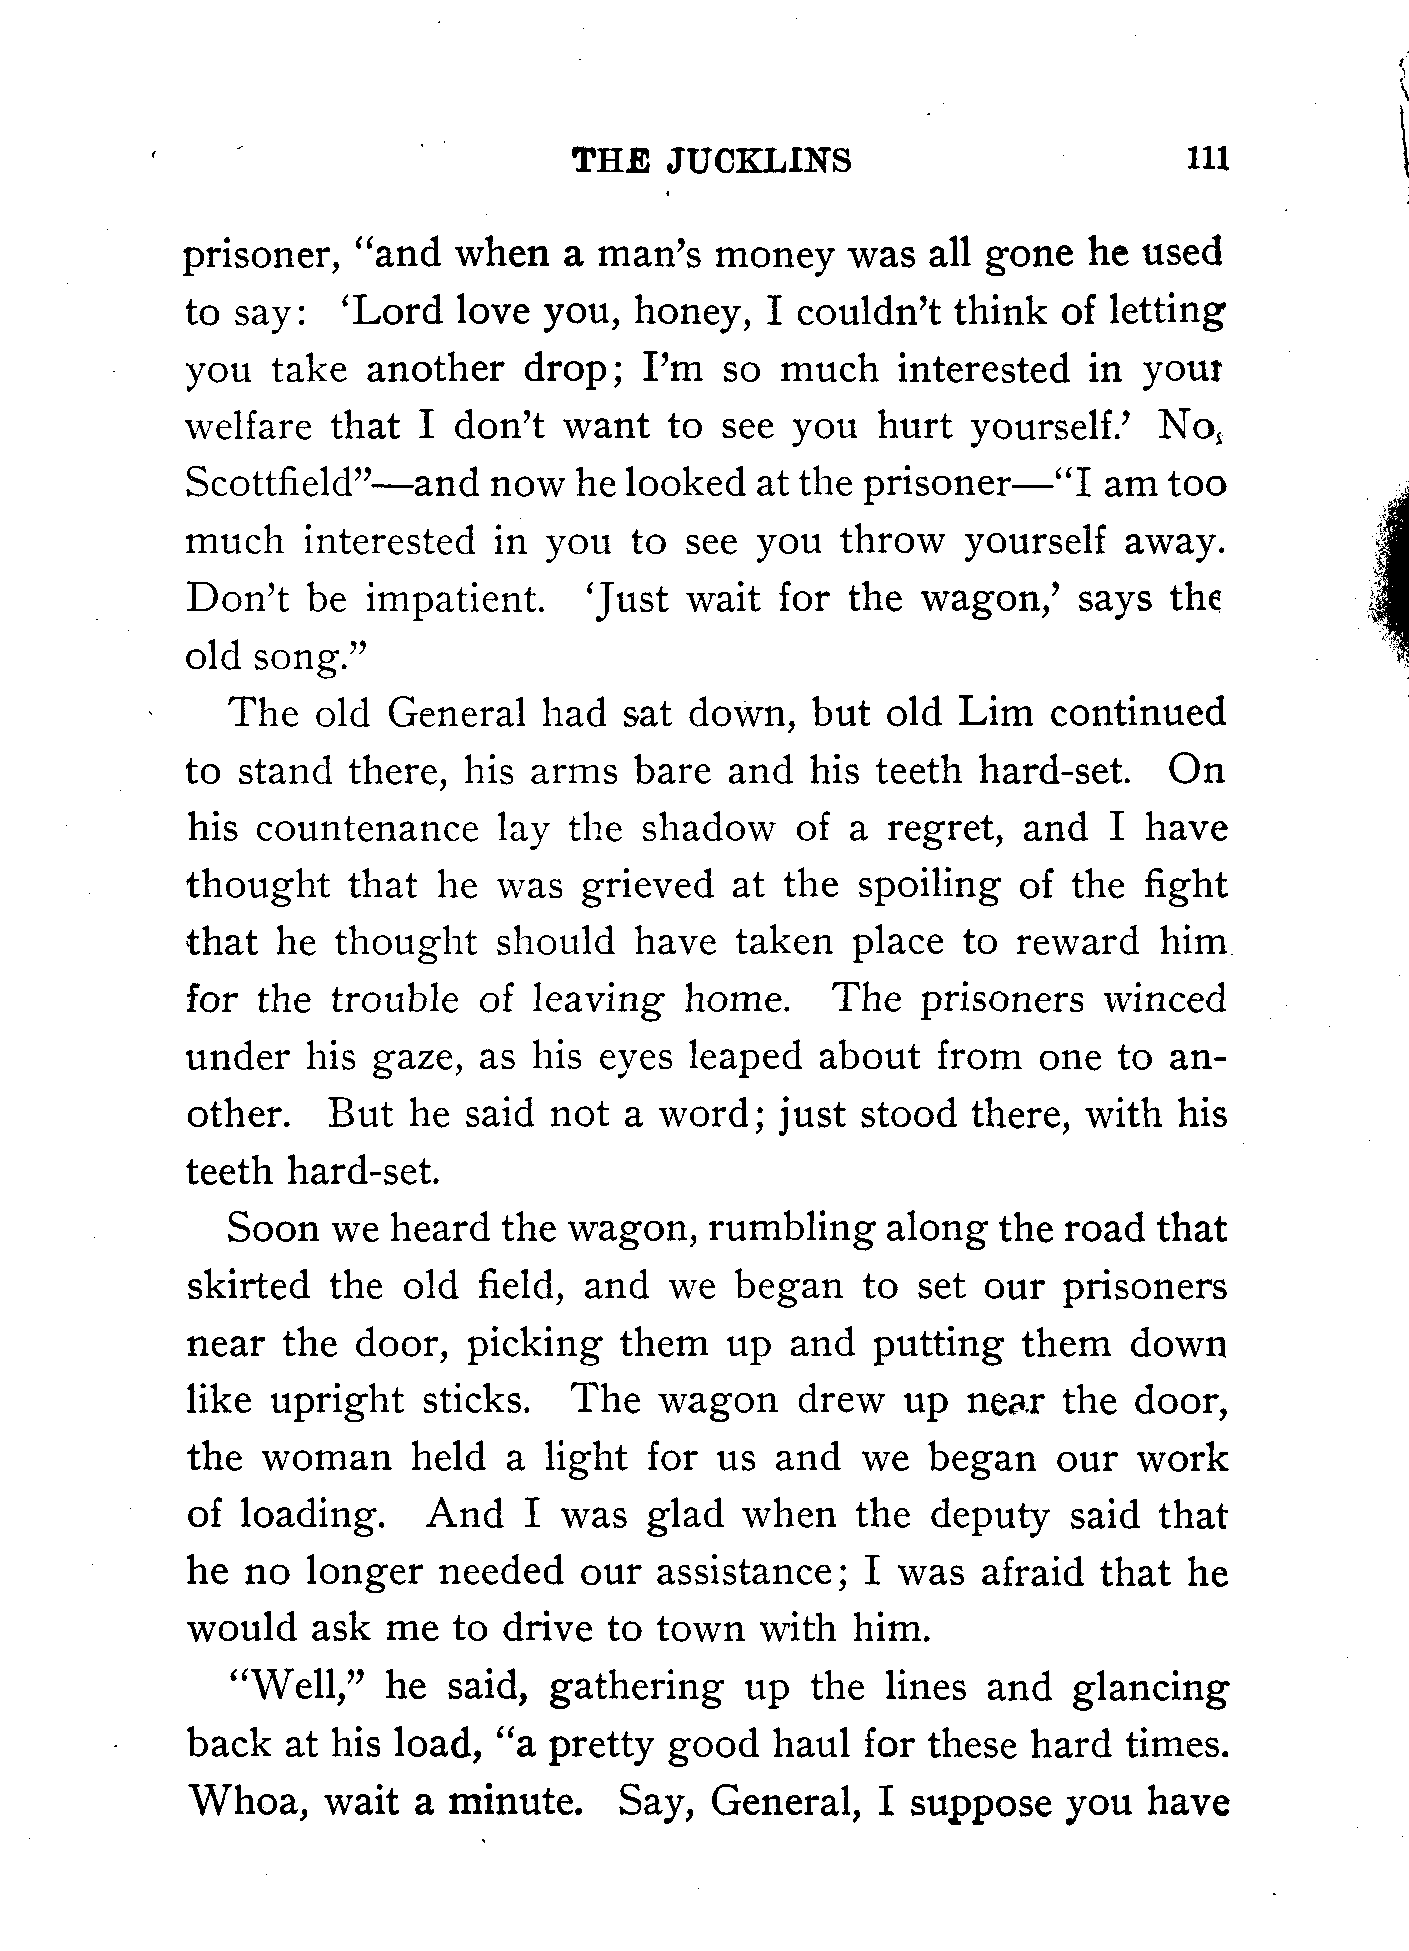 THE JUCKLINS 111
prisoner, "and when a man's money was all gone he used
to say: 'Lord love you, honey, I couldn't think of letting
you take another drop; I'm so much interested in your
welfare that I don't want to see you hurt yourself.' No,
Scottfield"—and now he looked at the prisoner—"I am too
much interested in you to see you throw yourself away.
Don't be impatient. 'Just wait for the wagon,' says the
old song."
The old General had sat down, but old Lim continued
to stand there, his arms bare and his teeth hard-set. On
his countenance lay the shadow of a regret, and I have
thought that he was grieved at the spoiling of the fight
that he thought should have taken place to reward him
for the trouble of leaving home. The prisoners winced
under his gaze, as his eyes leaped about from one to an-
other. But he said not a word; just stood there, with his
teeth hard-set.
Soon we heard the wagon, rumbling along the road that
skirted the old field, and we began to set our prisoners
near the door, picking them up and putting them down
like upright sticks. The wagon drew up near the door,
the woman held a light for us and we began our work
of loading. And I was glad when the deputy said that
he no longer needed our assistance; I was afraid that he
would ask me to drive to town with him.
"Well," he said, gathering up the lines and glancing
back at his load, "a pretty good haul for these hard times.
Whoa, wait a minute. Say, General, I suppose you have